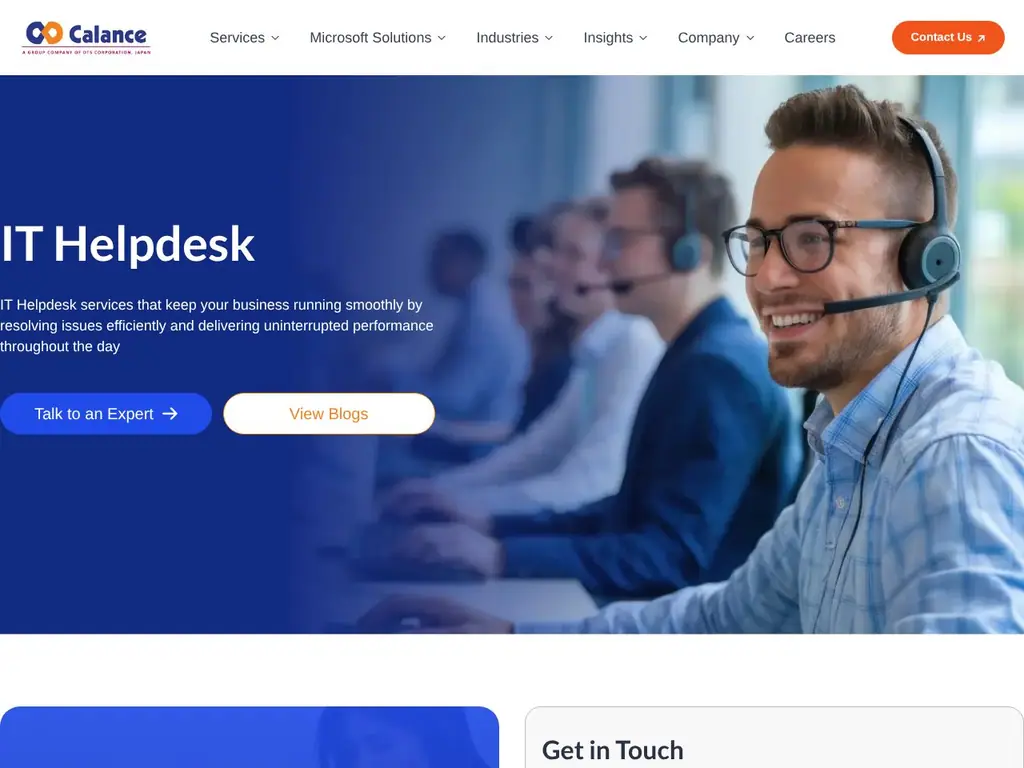 Calance
A GROUP COMPANY OF DTS CORPORATION, JAPAN
Services
Microsoft Solutions
Industries
Insights
Company
Careers
Contact Us
IT Helpdesk
IT Helpdesk services that keep your business running smoothly by
resolving issues efficiently and delivering uninterrupted performance
throughout the day
Talk to an Expert
View Blogs
Get in Touch